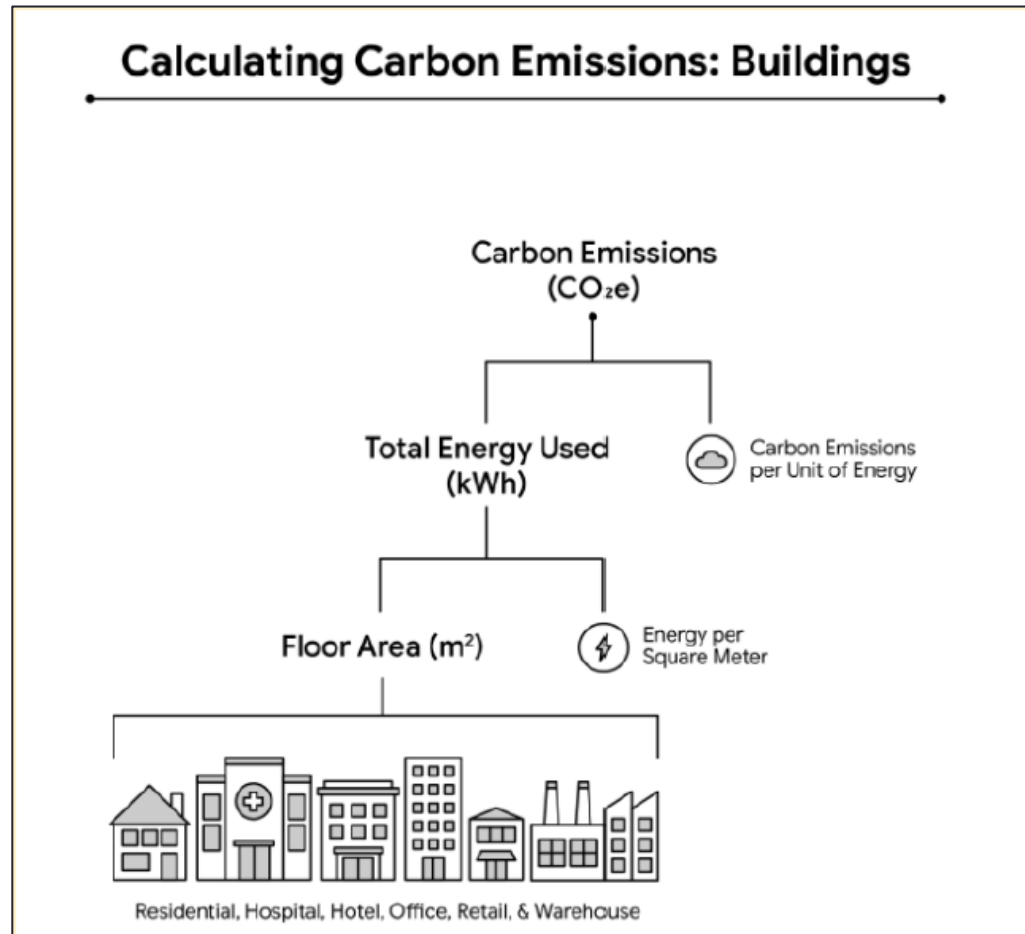 Calculating Carbon Emissions: Buildings
Carbon Emissions
(CO₂e)
Total Energy Used
(kWh)
Carbon Emissions
per Unit of Energy
Floor Area (m²)
Energy per
Square Meter
Residential, Hospital, Hotel, Office, Retail, & Warehouse